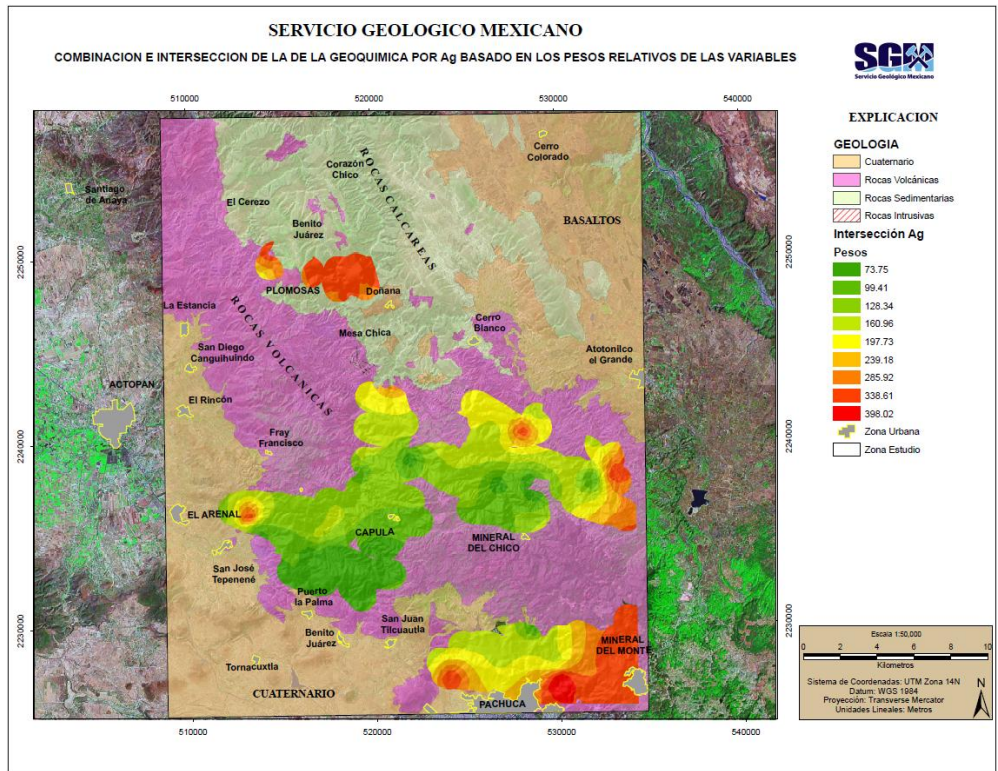 SERVICIO GEOLOGICO MEXICANO
COMBINACION E INTERSECCION DE LA DE LA GEOQUIMICA POR Ag BASADO EN LOS PESOS RELATIVOS DE LAS VARIABLES
SGM
Servicio Geológico Mexicano
510000
520000
530000
540000
EXPLICACION
GEOLOGIA
Cuaternario
Rocas Volcánicas
Rocas Sedimentarias
Rocas Intrusivas
Intersección Ag
Pesos
73.75
99.41
128.34
160.96
197.73
239.18
285.92
338.61
398.02
Zona Urbana
Zona Estudio
Cerro
Colorado
Corazón
Chico
ROCAS CALCAREAS
Santiago
de Anaya
El Cerezo
BASALTOS
Benito
Juárez
2250000
2250000
PLOMOSAS
Doñana
La Estancia
ROCAS VOLCANICAS
Mesa Chica
Cerro
Blanco
San Diego
Canguihuindo
Atotonilco
el Grande
ACTOPAN
El Rincón
Fray
Francisco
2240000
2240000
EL ARENAL
CAPULA
MINERAL
DEL CHICO
San José
Tepenené
Puerto
la Palma
San Juan
Tilcuautla
Benito
Juárez
2230000
2230000
MINERAL
DEL MONTE
Tornacuxtla
CUATERNARIO
PACHUCA
510000
520000
530000
540000
Escala 1:50,000
0 2 4 6 8 10
Kilometros
Sistema de Coordenadas: UTM Zona 14N
Datum: WGS 1984
Proyección: Transverse Mercator
Unidades Lineales: Metros
N